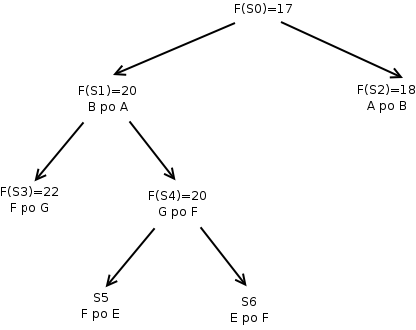 F(S0)=17
F(S1)=20
B po A
F(S2)=18
A po B
F(S3)=22
F po G
F(S4)=20
G po F
S5
F po E
S6
E po F